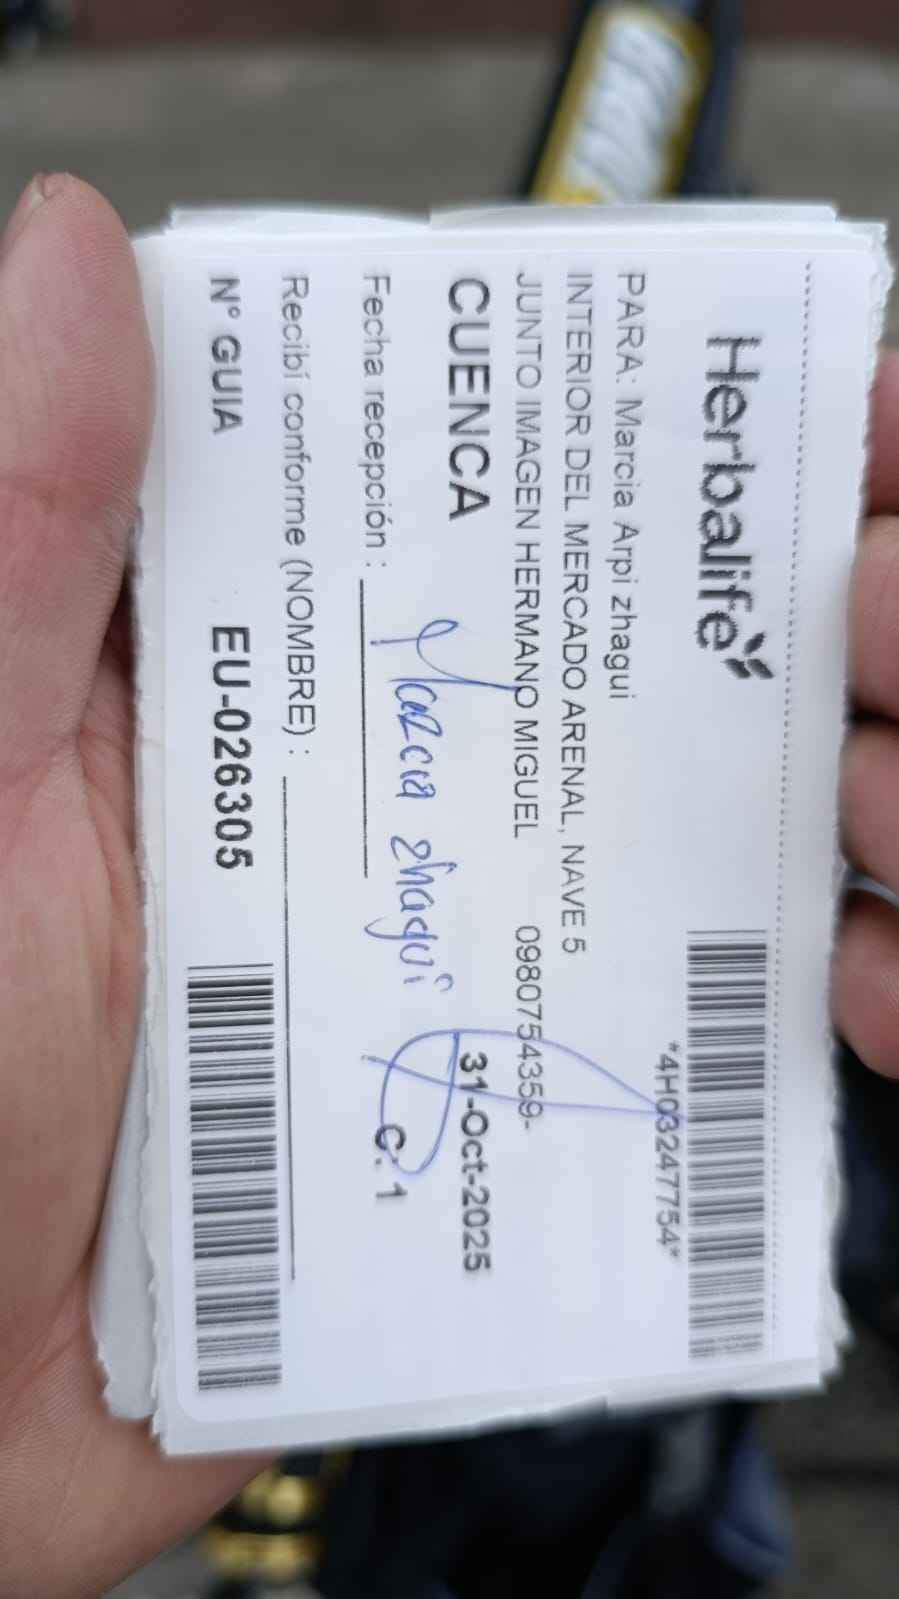 Herbalife
*4H03247754*
PARA: Marcia Arpi zhagui
INTERIOR DEL MERCADO ARENAL, NAVE 5
JUNTO IMAGEN HERMANO MIGUEL 0980754359-
CUENCA 31-Oct-2025
Fecha recepción : C: 1
Marcia zhagui
Recibí conforme (NOMBRE) :
N° GUIA EU-026305